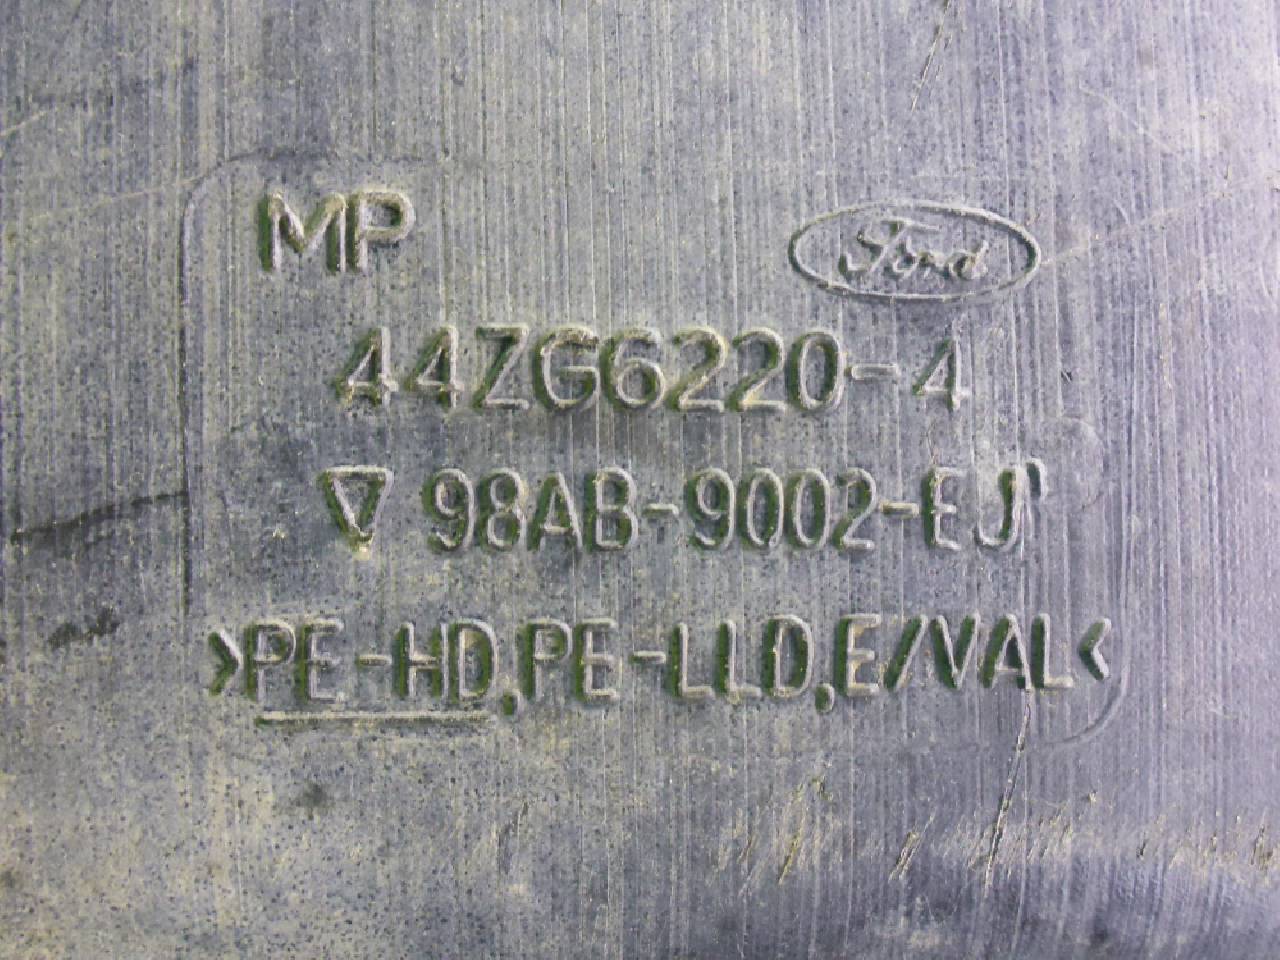 MP Ford
44ZG6220-4
98AB-9002-EJ
>PE-HD,PE-LLD,E/VAL<